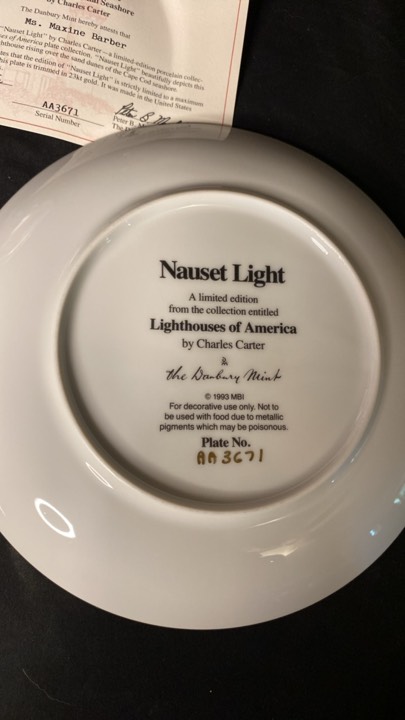 Seashore
by Charles Carter
The Danbury Mint hereby attests that
Ms. Maxine Barber
"Nauset Light" by Charles Carter—a limited edition porcelain collec-
of America plate collection. "Nauset Light" beautifully depicts this
lighthouse rising over the sand dunes of the Cape Cod seashore.
that the edition of "Nauset Light" is strictly limited to a maximum
this plate is trimmed in 23kt gold. It was made in the United States
AA3671
Serial Number
Peter B.
The
Nauset Light
A limited edition
from the collection entitled
Lighthouses of America
by Charles Carter
&
the Danbury Mint
© 1993 MBI
For decorative use only. Not to
be used with food due to metallic
pigments which may be poisonous.
Plate No.
AA3671